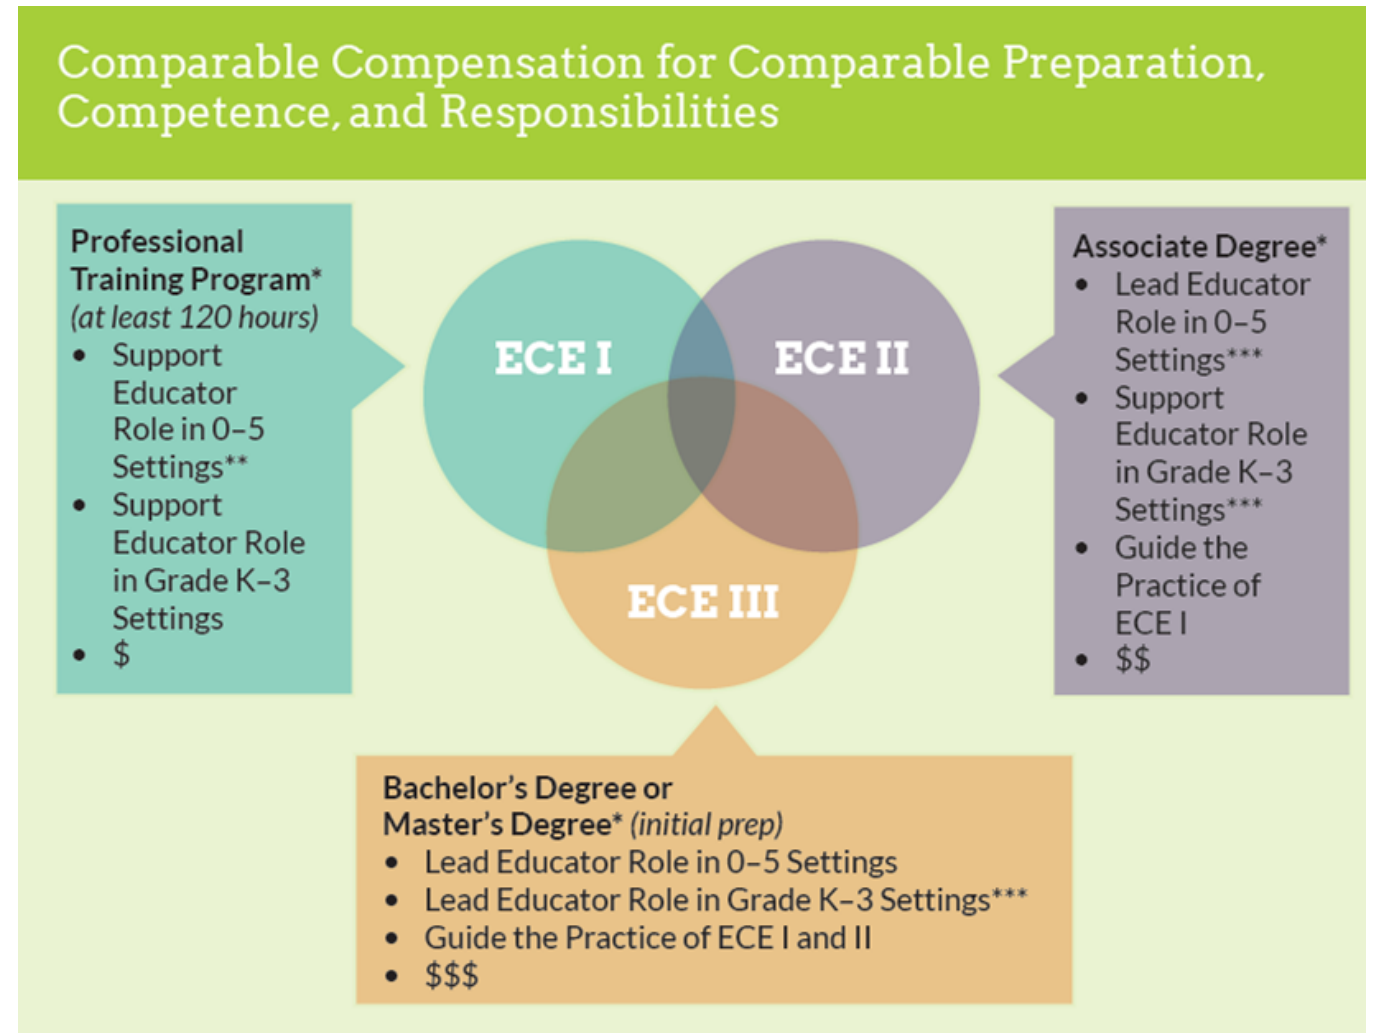 Comparable Compensation for Comparable Preparation,
Competence, and Responsibilities
Professional
Training Program*
(at least 120 hours)
• Support
Educator
Role in 0–5
Settings**
• Support
Educator Role
in Grade K–3
Settings
• $
ECE I
ECE II
ECE III
Associate Degree*
• Lead Educator
Role in 0–5
Settings***
• Support
Educator Role
in Grade K–3
Settings***
• Guide the
Practice of
ECE I
• $$
Bachelor’s Degree or
Master’s Degree* (initial prep)
• Lead Educator Role in 0–5 Settings
• Lead Educator Role in Grade K–3 Settings***
• Guide the Practice of ECE I and II
• $$$